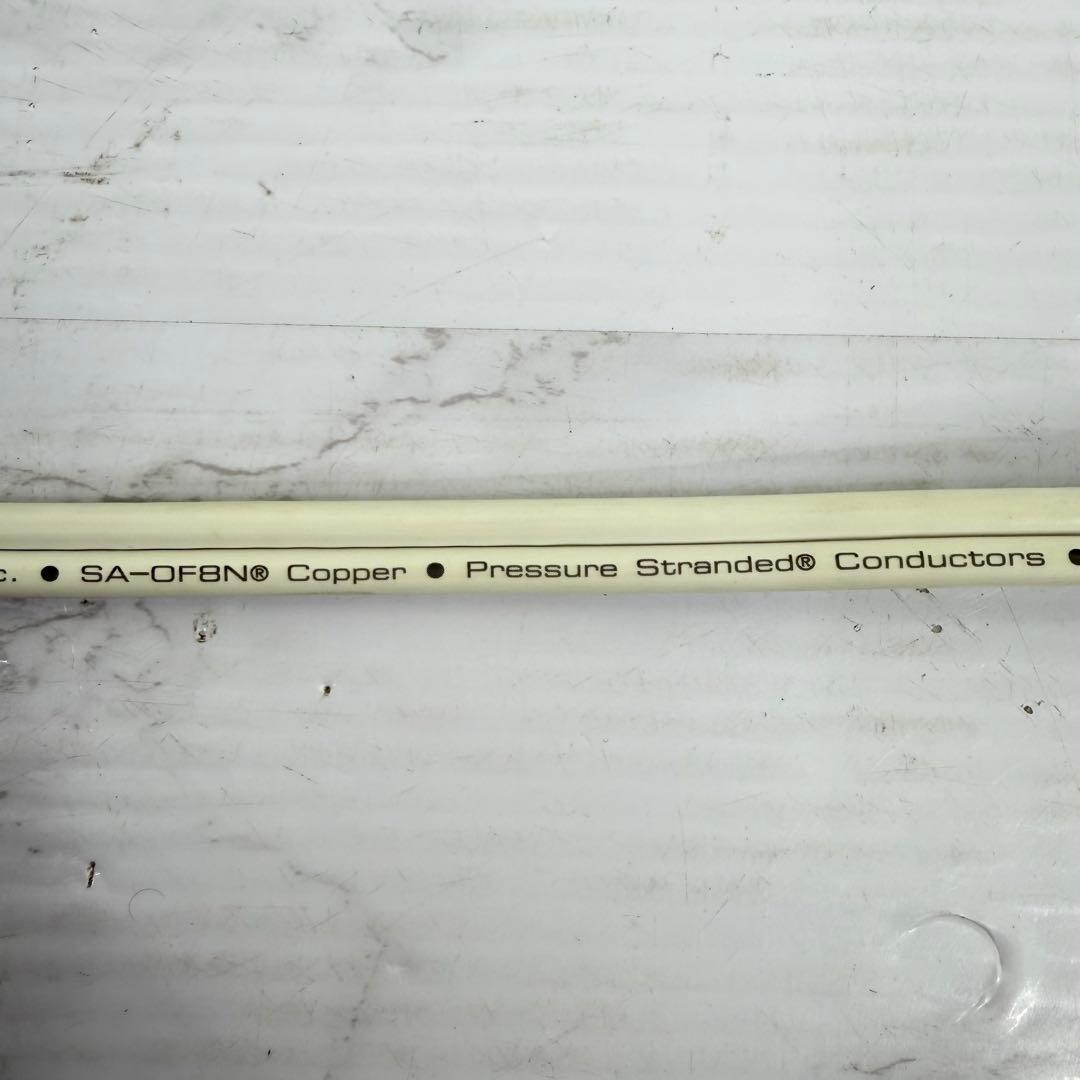 c. ● SA-OF8N® Copper ● Pressure Stranded® Conductors ●